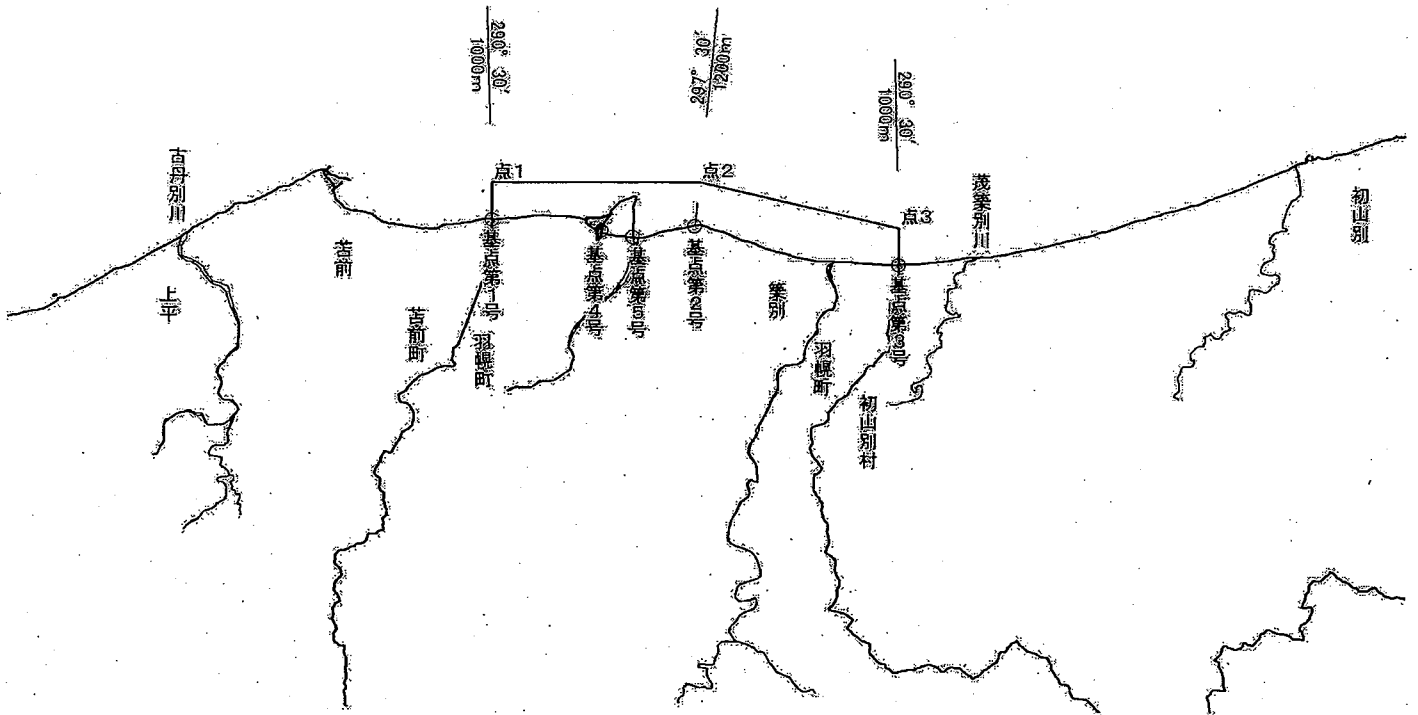 290° 30′
1000m
297° 30′
1200m
290° 30′
1000m
点1
点2
点3
古丹別川
上平
苫前
苫前町
羽幌町
基点第1号
基点第4号
基点第5号
基点第2号
築別
羽幌町
初山別村
基点第3号
茂築別川
初山別